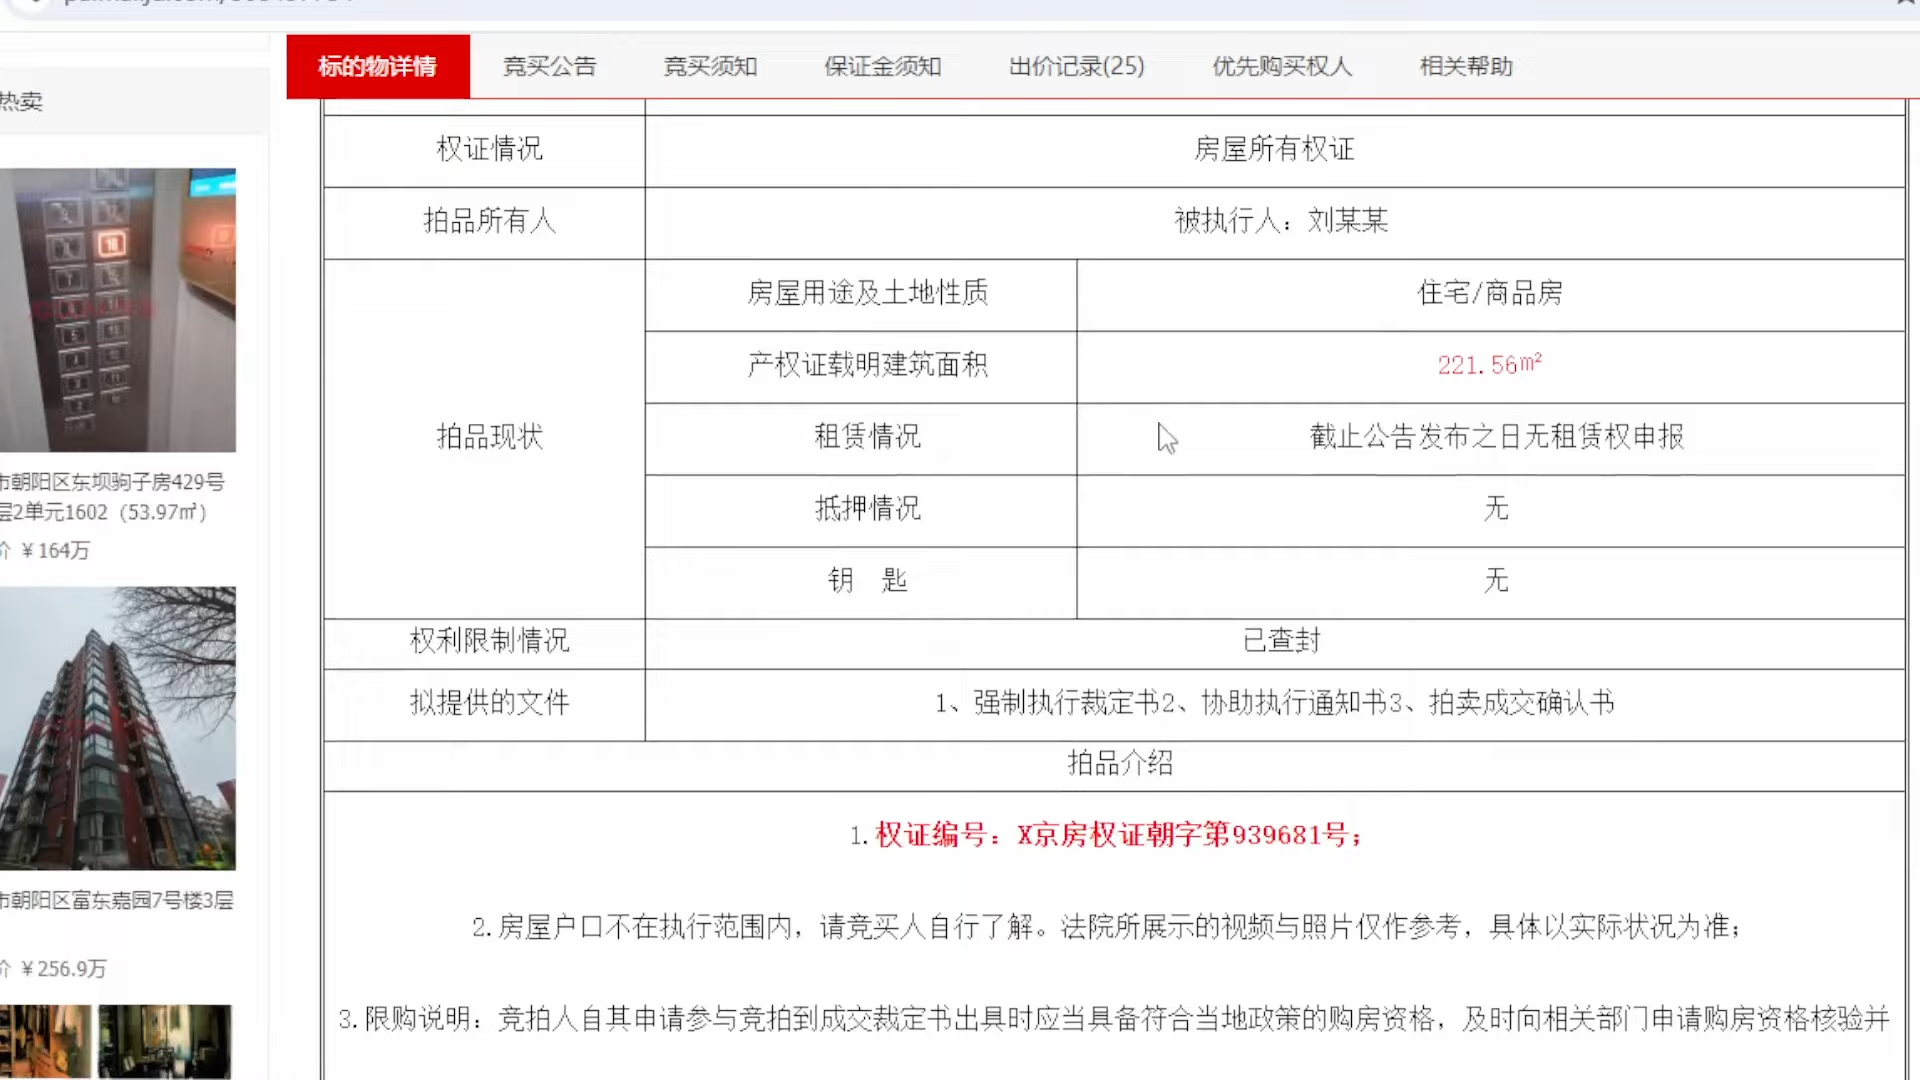 标的物详情 竞买公告 竞买须知 保证金须知 出价记录(25) 优先购买权人 相关帮助
热卖
市朝阳区东坝驹子房429号
层2单元1602（53.97㎡）
价 ￥164万
市朝阳区富东嘉园7号楼3层
价 ￥256.9万
权证情况 房屋所有权证
拍品所有人 被执行人：刘某某
拍品现状
房屋用途及土地性质 住宅/商品房
产权证载明建筑面积 221.56㎡
租赁情况 截止公告发布之日无租赁权申报
抵押情况 无
钥 匙 无
权利限制情况 已查封
拟提供的文件 1、强制执行裁定书2、协助执行通知书3、拍卖成交确认书
拍品介绍
1.权证编号：X京房权证朝字第939681号；
2.房屋户口不在执行范围内，请竞买人自行了解。法院所展示的视频与照片仅作参考，具体以实际状况为准；
3.限购说明：竞拍人自其申请参与竞拍到成交裁定书出具时应当具备符合当地政策的购房资格，及时向相关部门申请购房资格核验并